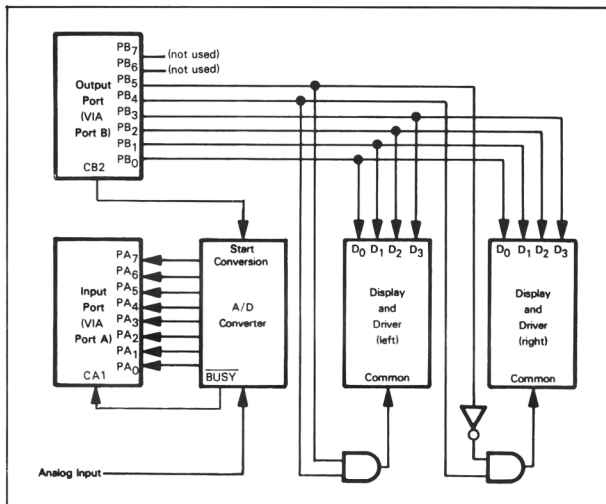 PB7
(not used)
PB6
(not used)
Output
Port
(VIA
Port B)
PB5
PB4
PB3
PB2
PB1
PB0
CB2
Input
Port
(VIA
Port A)
PA7
PA6
PA5
PA4
PA3
PA2
PA1
PA0
CA1
Start
Conversion
A/D
Converter
BUSY
D0 D1 D2 D3
Display
and
Driver
(left)
Common
D0 D1 D2 D3
Display
and
Driver
(right)
Common
Analog Input